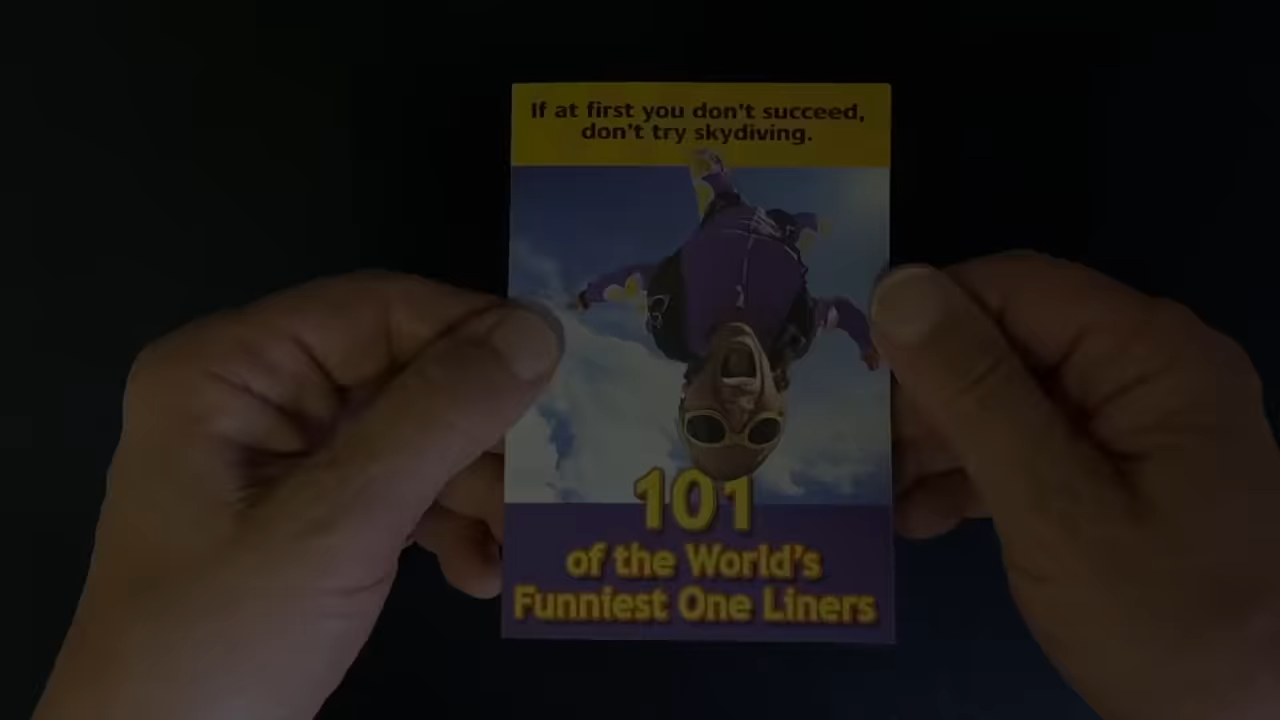 If at first you don't succeed,
don't try skydiving.
101
of the World's
Funniest One Liners